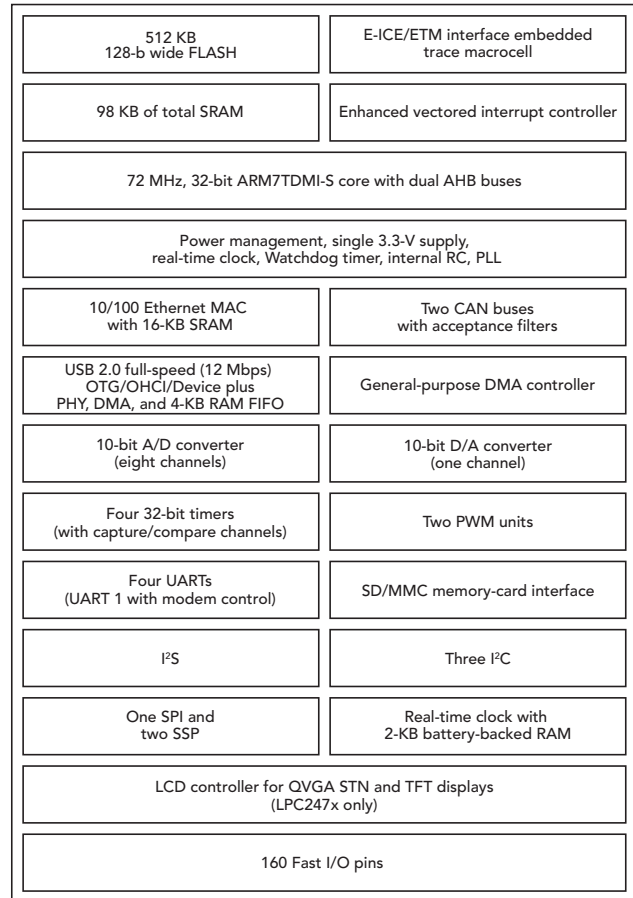 512 KB
128-b wide FLASH
E-ICE/ETM interface embedded
trace macrocell
98 KB of total SRAM
Enhanced vectored interrupt controller
72 MHz, 32-bit ARM7TDMI-S core with dual AHB buses
Power management, single 3.3-V supply,
real-time clock, Watchdog timer, internal RC, PLL
10/100 Ethernet MAC
with 16-KB SRAM
Two CAN buses
with acceptance filters
USB 2.0 full-speed (12 Mbps)
OTG/OHCI/Device plus
PHY, DMA, and 4-KB RAM FIFO
General-purpose DMA controller
10-bit A/D converter
(eight channels)
10-bit D/A converter
(one channel)
Four 32-bit timers
(with capture/compare channels)
Two PWM units
Four UARTs
(UART 1 with modem control)
SD/MMC memory-card interface
I²S
Three I²C
One SPI and
two SSP
Real-time clock with
2-KB battery-backed RAM
LCD controller for QVGA STN and TFT displays
(LPC247x only)
160 Fast I/O pins